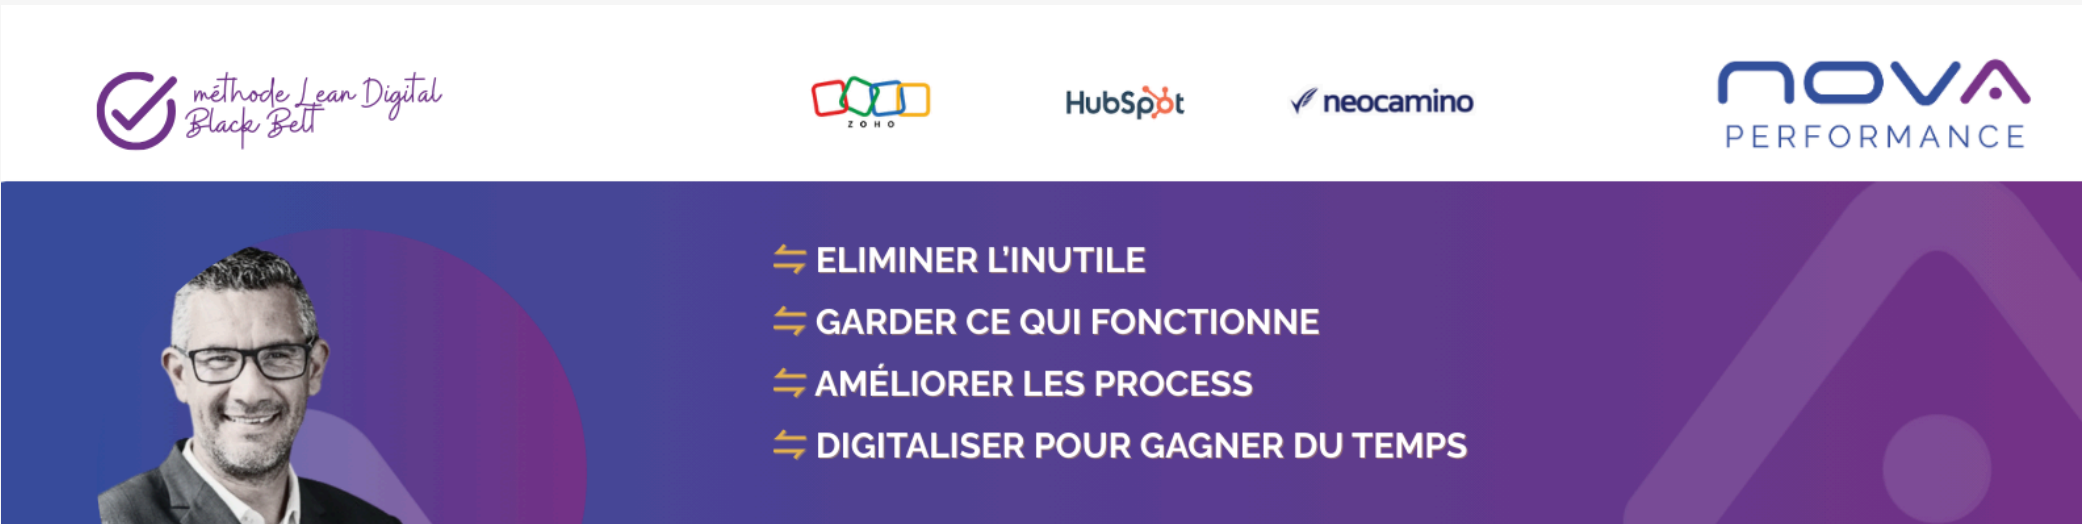 méthode Lean Digital
Black Belt
ZOHO
HubSpot
neocamino
NOVA
PERFORMANCE
ELIMINER L'INUTILE
GARDER CE QUI FONCTIONNE
AMÉLIORER LES PROCESS
DIGITALISER POUR GAGNER DU TEMPS